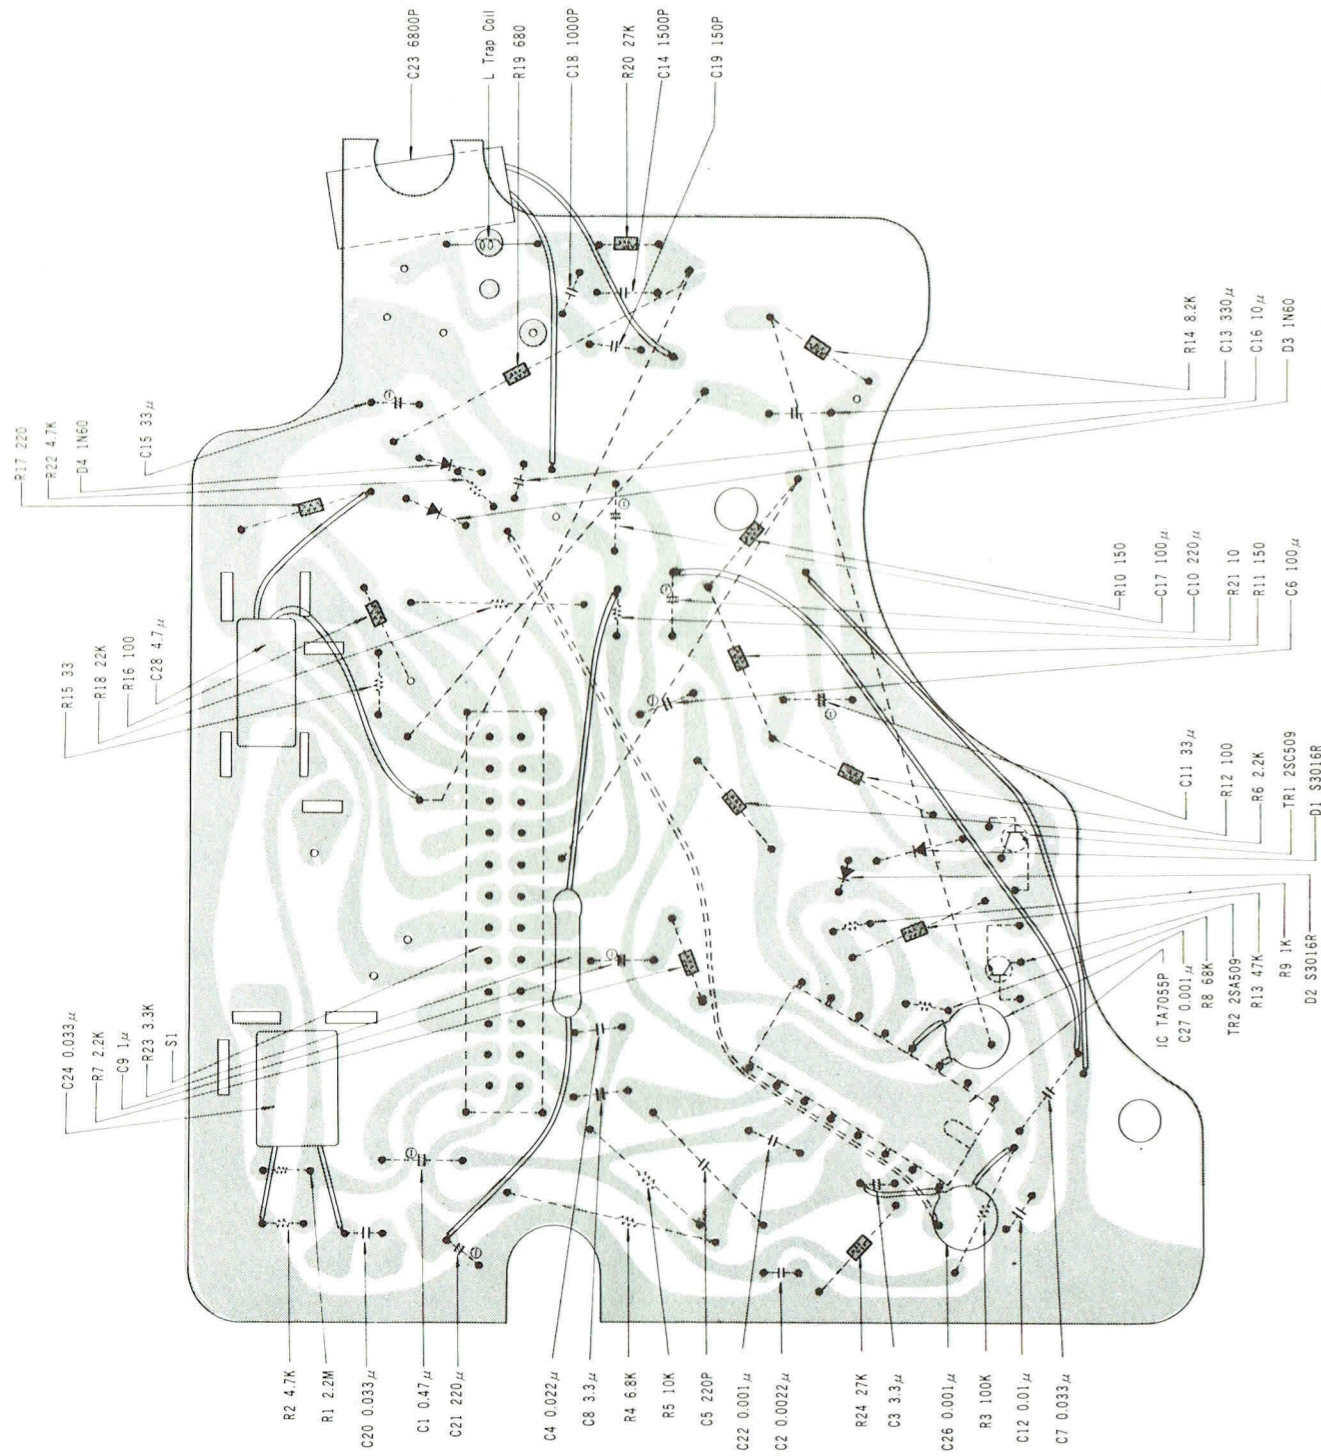 C23 6800P
L Trap Coil
R19 680
C18 1000P
R20 27K
C14 1500P
C19 150P
R17 220
R22 4.7K
D4 1N60
C15 33μ
R14 8.2K
C13 330μ
C16 10μ
D3 1N60
R15 33
R18 22K
R16 100
C28 4.7μ
R10 150
C17 100μ
C10 220μ
R21 10
R11 150
C6 100μ
C24 0.033μ
R7 2.2K
C9 1μ
R23 3.3K
S1
C11 33μ
R12 100
R6 2.2K
TR1 2SC509
D1 S3016R
IC TA7055P
C27 0.001μ
R8 68K
TR2 2SA509
R13 47K
R9 1K
D2 S3016R
R2 4.7K
R1 2.2M
C20 0.033μ
C1 0.47μ
C21 220μ
C4 0.022μ
C8 3.3μ
R4 6.8K
R5 10K
C5 220P
C22 0.001μ
C2 0.0022μ
R24 27K
C3 3.3μ
C26 0.001μ
R3 100K
C12 0.01μ
C7 0.033μ